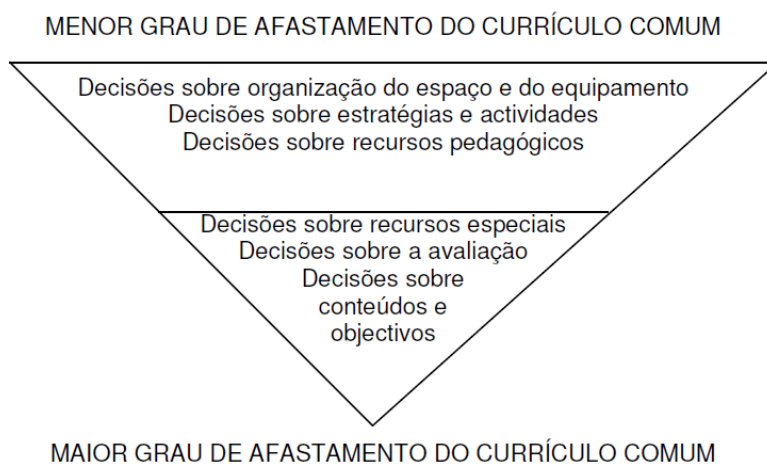 MENOR GRAU DE AFASTAMENTO DO CURRÍCULO COMUM
Decisões sobre organização do espaço e do equipamento
Decisões sobre estratégias e actividades
Decisões sobre recursos pedagógicos
Decisões sobre recursos especiais
Decisões sobre a avaliação
Decisões sobre
conteúdos e
objectivos
MAIOR GRAU DE AFASTAMENTO DO CURRÍCULO COMUM